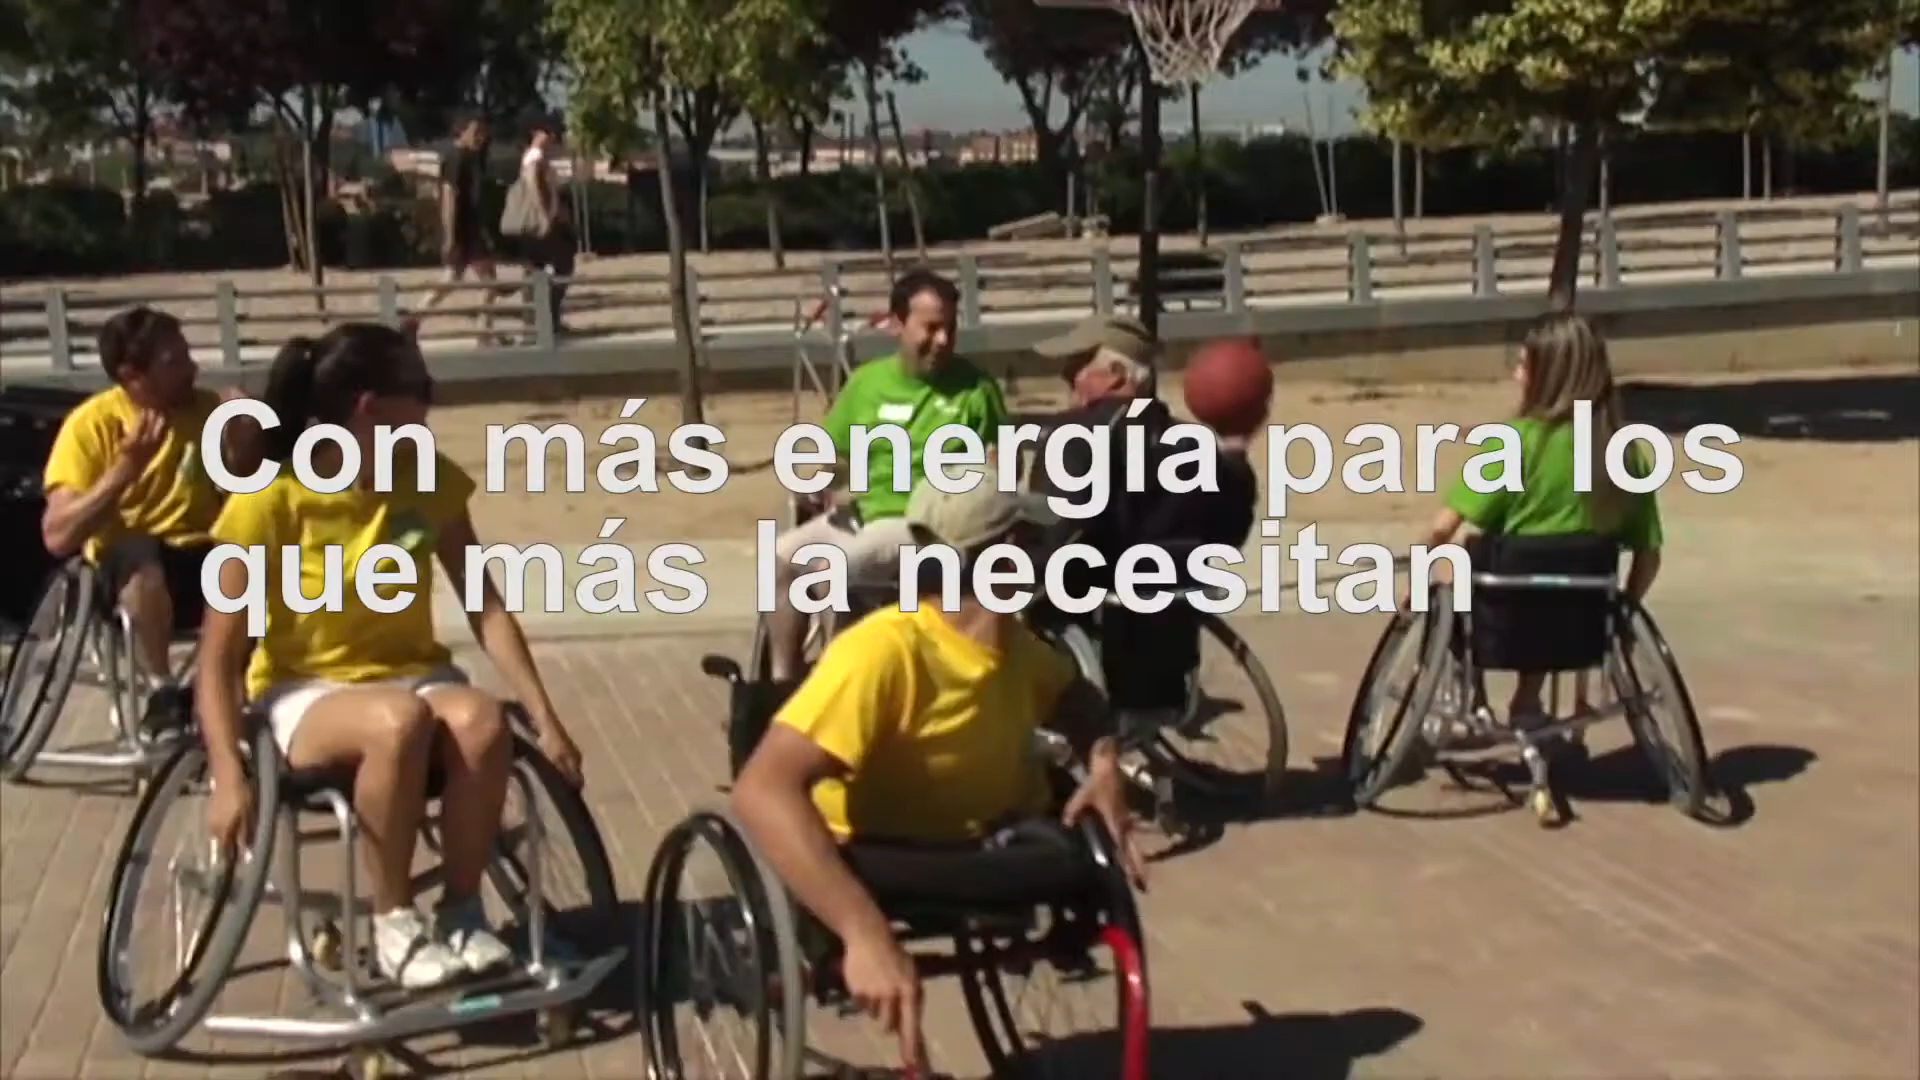 Con más energía para los
que más la necesitan